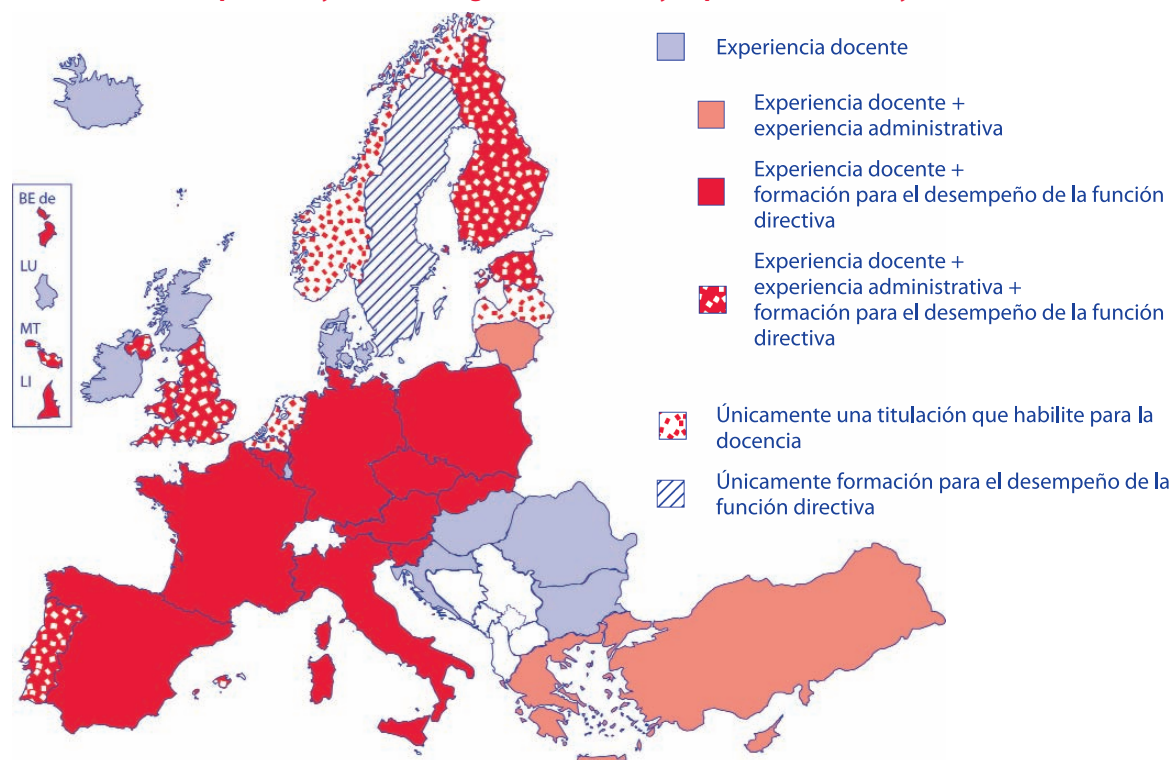 BE de
LU
MT
LI
Experiencia docente
Experiencia docente +
experiencia administrativa
Experiencia docente +
formación para el desempeño de la función
directiva
Experiencia docente +
experiencia administrativa +
formación para el desempeño de la función
directiva
Únicamente una titulación que habilite para la
docencia
Únicamente formación para el desempeño de la
función directiva